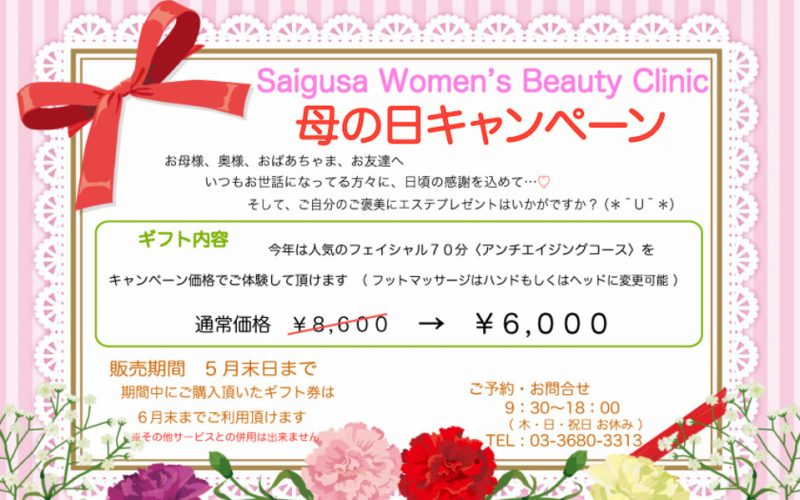 Saigusa Women's Beauty Clinic
母の日キャンペーン
お母様、奥様、おばあちゃま、お友達へ
いつもお世話になってる方々に、日頃の感謝を込めて…♡
そして、ご自分のご褒美にエステプレゼントはいかがですか？(＊＾U＾＊)
ギフト内容 今年は人気のフェイシャル７０分〈アンチエイジングコース〉を
キャンペーン価格でご体験して頂けます （フットマッサージはハンドもしくはヘッドに変更可能）
通常価格 ￥８,６００ → ￥６,０００
販売期間 ５月末日まで
期間中にご購入頂いたギフト券は
６月末までご利用頂けます
※その他サービスとの併用は出来ません
ご予約・お問合せ
９：３０〜１８：００
（木・日・祝日 お休み）
TEL：０３-３６８０-３３１３